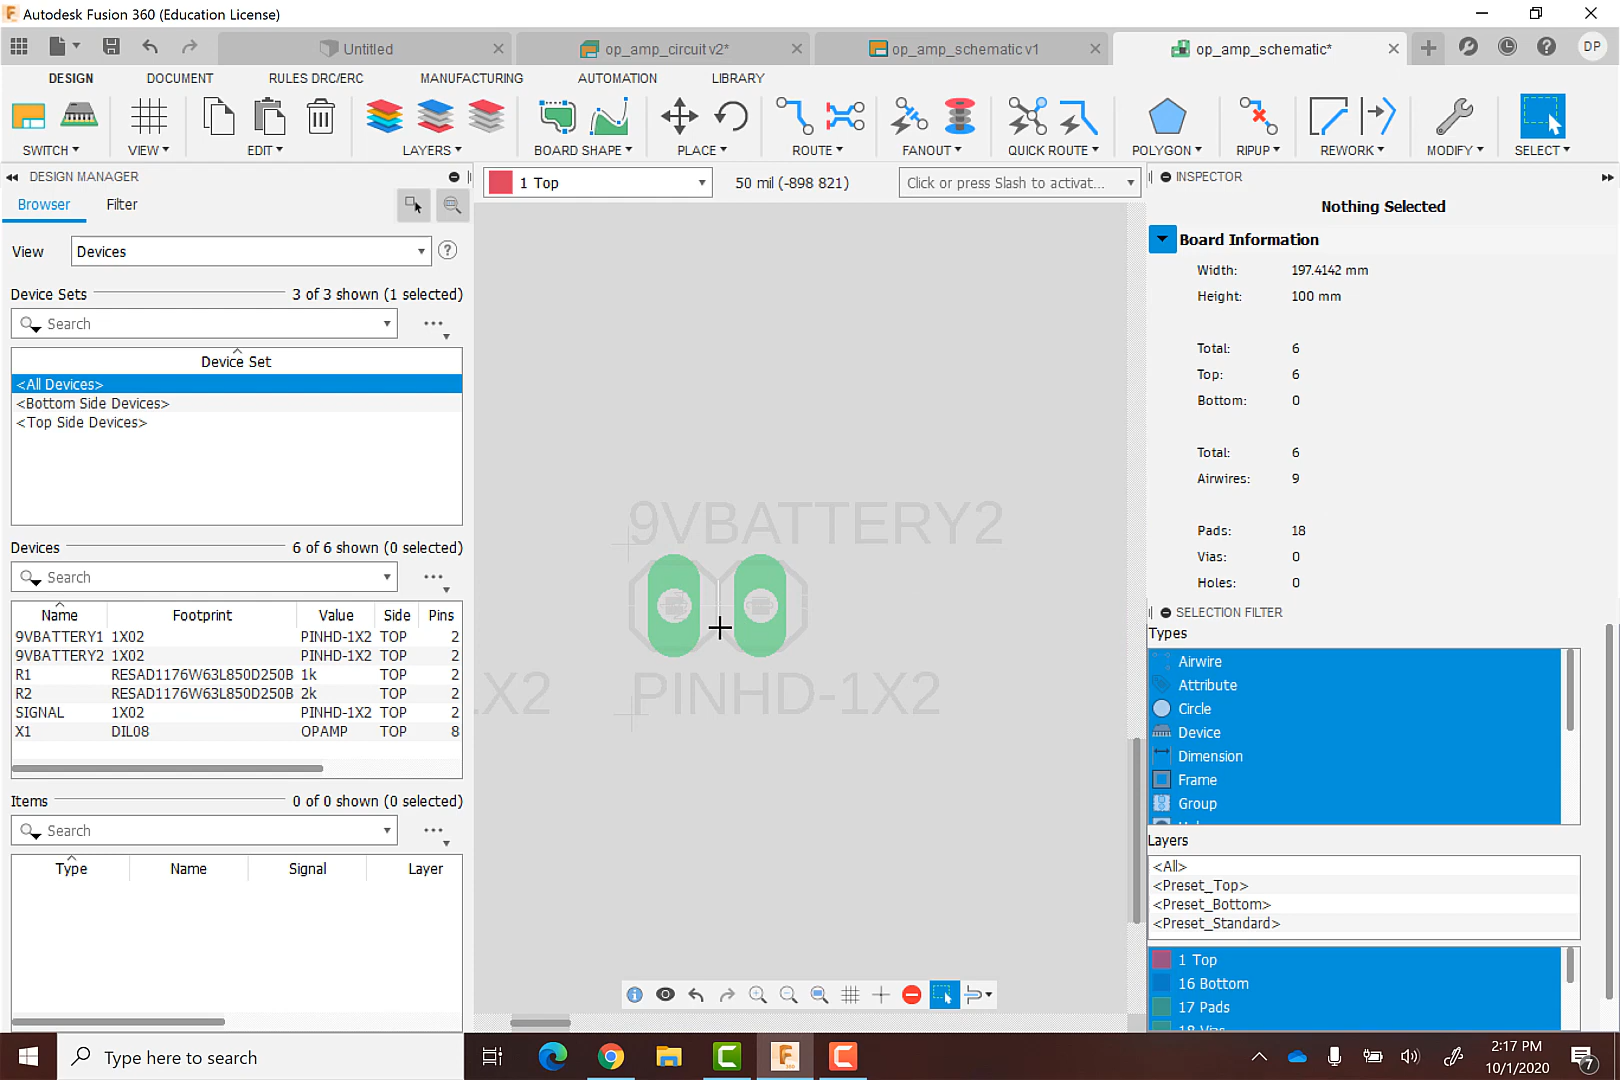 Autodesk Fusion 360 (Education License)
Untitled
op_amp_circuit v2*
op_amp_schematic v1
op_amp_schematic*
DP
DESIGN
DOCUMENT
RULES DRC/ERC
MANUFACTURING
AUTOMATION
LIBRARY
SWITCH
VIEW
EDIT
LAYERS
BOARD SHAPE
PLACE
ROUTE
FANOUT
QUICK ROUTE
POLYGON
RIPUP
REWORK
MODIFY
SELECT
DESIGN MANAGER
1 Top
50 mil (-898 821)
Click or press Slash to activat...
INSPECTOR
Browser
Filter
Nothing Selected
View
Devices
Board Information
Width: 197.4142 mm
Height: 100 mm
Device Sets
3 of 3 shown (1 selected)
Search
Total: 6
Top: 6
Bottom: 0
Device Set
<All Devices>
<Bottom Side Devices>
<Top Side Devices>
Total: 6
Airwires: 9
Pads: 18
Vias: 0
Holes: 0
Devices
6 of 6 shown (0 selected)
Search
Name Footprint Value Side Pins
9VBATTERY1 1X02 PINHD-1X2 TOP 2
9VBATTERY2 1X02 PINHD-1X2 TOP 2
R1 RESAD1176W63L850D250B 1k TOP 2
R2 RESAD1176W63L850D250B 2k TOP 2
SIGNAL 1X02 PINHD-1X2 TOP 2
X1 DIL08 OPAMP TOP 8
9VBATTERY2
.X2
PINHD-1X2
SELECTION FILTER
Types
Airwire
Attribute
Circle
Device
Dimension
Frame
Group
Items
0 of 0 shown (0 selected)
Search
Type Name Signal Layer
Layers
<All>
<Preset_Top>
<Preset_Bottom>
<Preset_Standard>
1 Top
16 Bottom
17 Pads
18 Vias
Type here to search
2:17 PM
10/1/2020
7